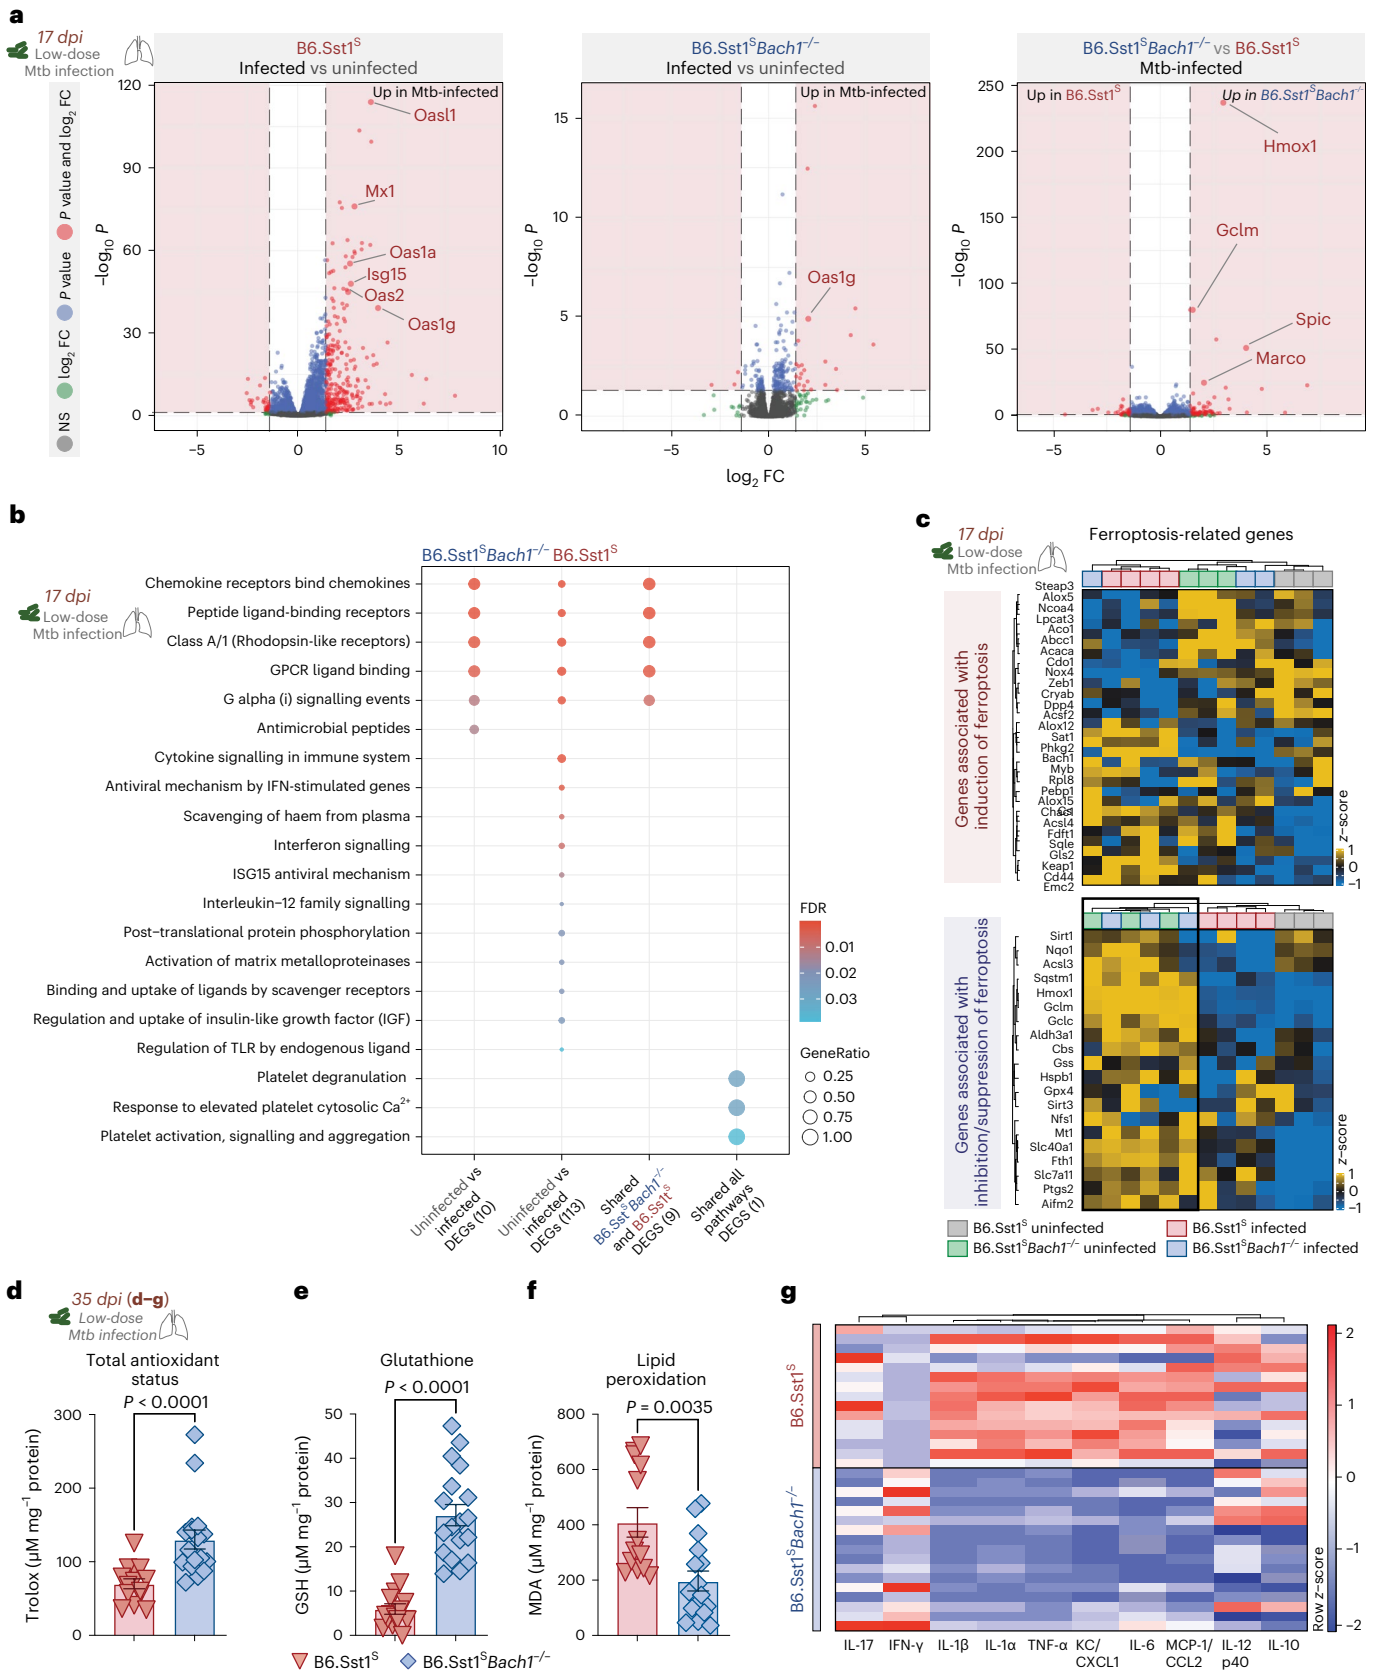 a
17 dpi
Low-dose
Mtb infection
B6.Sst1S
Infected vs uninfected
B6.Sst1SBach1−/−
Infected vs uninfected
B6.Sst1SBach1−/− vs B6.Sst1S
Mtb-infected
NS
log2 FC
P value
P value and log2 FC
−log10 P
120
90
60
30
0
Up in Mtb-infected
Oasl1
Mx1
Oas1a
Isg15
Oas2
Oas1g
−5
0
5
10
−log10 P
15
10
5
0
Up in Mtb-infected
Oas1g
−5
0
5
10
log2 FC
−log10 P
250
200
150
100
50
0
Up in B6.Sst1S
Up in B6.Sst1SBach1−/−
Hmox1
Gclm
Spic
Marco
−5
0
5
b
17 dpi
Low-dose
Mtb infection
B6.Sst1SBach1−/− B6.Sst1S
Chemokine receptors bind chemokines
Peptide ligand-binding receptors
Class A/1 (Rhodopsin-like receptors)
GPCR ligand binding
G alpha (i) signalling events
Antimicrobial peptides
Cytokine signalling in immune system
Antiviral mechanism by IFN-stimulated genes
Scavenging of haem from plasma
Interferon signalling
ISG15 antiviral mechanism
Interleukin−12 family signalling
Post−translational protein phosphorylation
Activation of matrix metalloproteinases
Binding and uptake of ligands by scavenger receptors
Regulation and uptake of insulin-like growth factor (IGF)
Regulation of TLR by endogenous ligand
Platelet degranulation
Response to elevated platelet cytosolic Ca2+
Platelet activation, signalling and aggregation
Uninfected vs
infected
DEGs (10)
Uninfected vs
infected
DEGs (113)
Shared
B6.SstSBach1−/−
and B6.Ss1tS
DEGS (9)
Shared all
pathways
DEGS (1)
FDR
0.01
0.02
0.03
GeneRatio
0.25
0.50
0.75
1.00
c
17 dpi
Low-dose
Mtb infection
Ferroptosis-related genes
Genes associated with
induction of ferroptosis
Steap3
Alox5
Ncoa4
Lpcat3
Aco1
Abcc1
Acaca
Cdo1
Nox4
Zeb1
Cryab
Dpp4
Acsf2
Alox12
Sat1
Phkg2
Bach1
Myb
Rpl8
Pebp1
Alox15
Acsl4
Fdft1
Sqle
Gls2
Keap1
Cd44
Emc2
z-score
1
0
−1
Genes associated with
inhibition/suppression of ferroptosis
Sirt1
Nqo1
Acsl3
Sqstm1
Hmox1
Gclm
Gclc
Aldh3a1
Cbs
Gss
Hspb1
Gpx4
Sirt3
Nfs1
Mt1
Slc40a1
Fth1
Slc7a11
Ptgs2
Aifm2
z-score
1
0
−1
B6.Sst1S uninfected
B6.Sst1S infected
B6.Sst1SBach1−/− uninfected
B6.Sst1SBach1−/− infected
d
35 dpi (d–g)
Low-dose
Mtb infection
Total antioxidant
status
P < 0.0001
Trolox (µM mg−1 protein)
300
200
100
0
e
Glutathione
P < 0.0001
GSH (µM mg−1 protein)
50
40
30
20
10
0
f
Lipid
peroxidation
P = 0.0035
MDA (µM mg−1 protein)
800
600
400
200
0
B6.Sst1S
B6.Sst1SBach1−/−
g
B6.Sst1S
B6.Sst1SBach1−/−
IL-17
IFN-γ
IL-1β
IL-1α
TNF-α
KC/
CXCL1
IL-6
MCP-1/
CCL2
IL-12
p40
IL-10
Row z-score
2
1
0
−1
−2